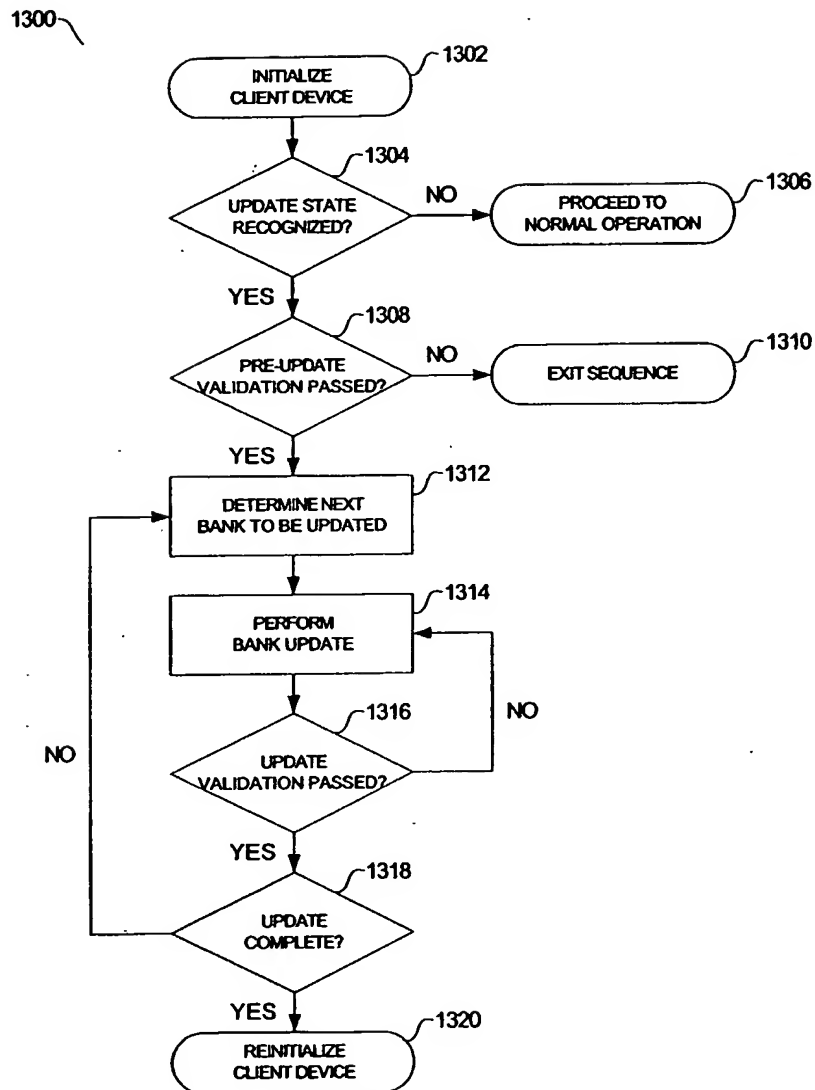 1300
INITIALIZE
CLIENT DEVICE
1302
1304
UPDATE STATE
RECOGNIZED?
NO
PROCEED TO
NORMAL OPERATION
1306
YES
1308
PRE-UPDATE
VALIDATION PASSED?
NO
EXIT SEQUENCE
1310
YES
1312
DETERMINE NEXT
BANK TO BE UPDATED
1314
PERFORM
BANK UPDATE
1316
UPDATE
VALIDATION PASSED?
NO
NO
YES
1318
UPDATE
COMPLETE?
YES
1320
REINITIALIZE
CLIENT DEVICE